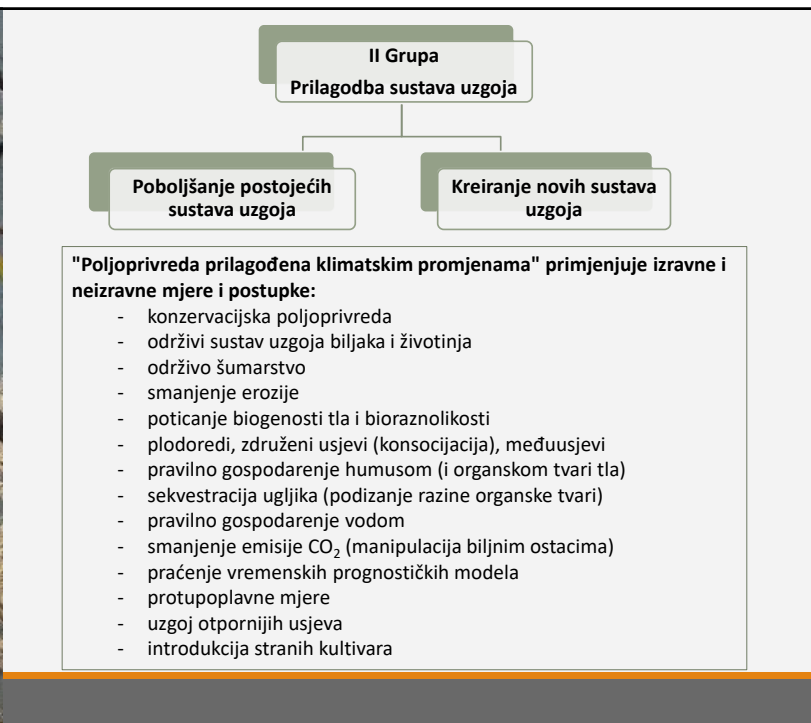 II Grupa
Prilagodba sustava uzgoja
Poboljšanje postojećih
sustava uzgoja
Kreiranje novih sustava
uzgoja
"Poljoprivreda prilagođena klimatskim promjenama" primjenjuje izravne i
neizravne mjere i postupke:
- konzervacijska poljoprivreda
- održivi sustav uzgoja biljaka i životinja
- održivo šumarstvo
- smanjenje erozije
- poticanje biogenosti tla i bioraznolikosti
- plodoredi, združeni usjevi (konsocijacija), međuusjevi
- pravilno gospodarenje humusom (i organskom tvari tla)
- sekvestracija ugljika (podizanje razine organske tvari)
- pravilno gospodarenje vodom
- smanjenje emisije CO₂ (manipulacija biljnim ostacima)
- praćenje vremenskih prognostičkih modela
- protupoplavne mjere
- uzgoj otpornijih usjeva
- introdukcija stranih kultivara